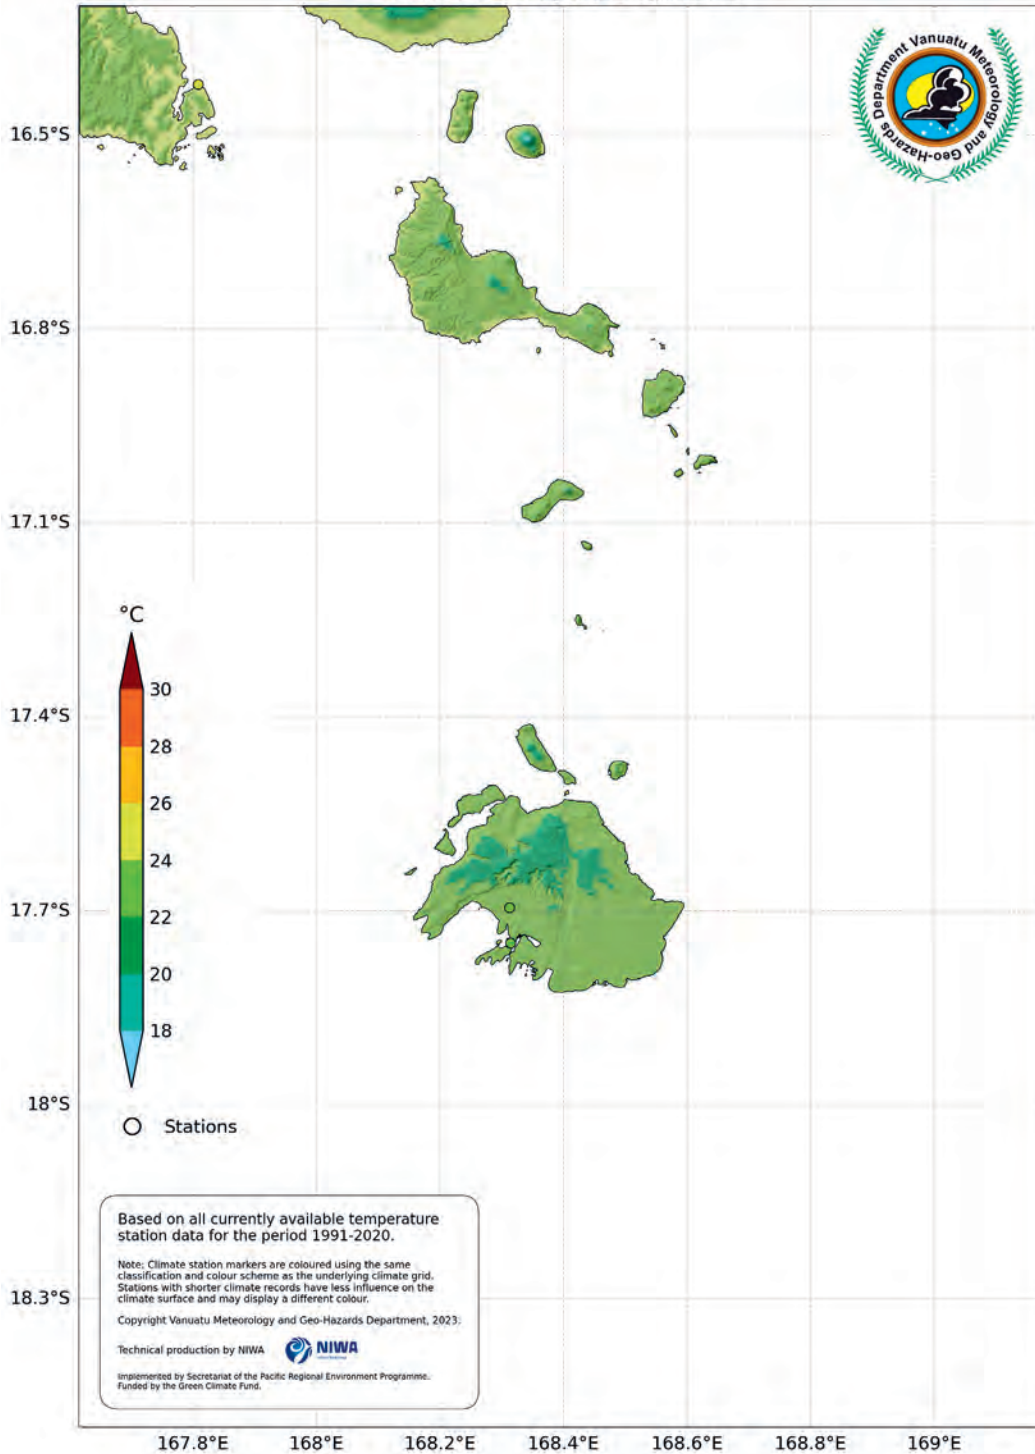 Department Vanuatu Meteorology and Geo-Hazards
16.5°S
16.8°S
17.1°S
°C
30
17.4°S
28
26
24
22
17.7°S
20
18
18°S
Stations
Based on all currently available temperature
station data for the period 1991-2020.
Note: Climate station markers are coloured using the same
classification and colour scheme as the underlying climate grid.
Stations with shorter climate records have less influence on the
climate surface and may display a different colour.
18.3°S
Copyright Vanuatu Meteorology and Geo-Hazards Department, 2023.
Technical production by NIWA NIWA
Implemented by Secretariat of the Pacific Regional Environment Programme.
Funded by the Green Climate Fund.
167.8°E 168°E 168.2°E 168.4°E 168.6°E 168.8°E 169°E